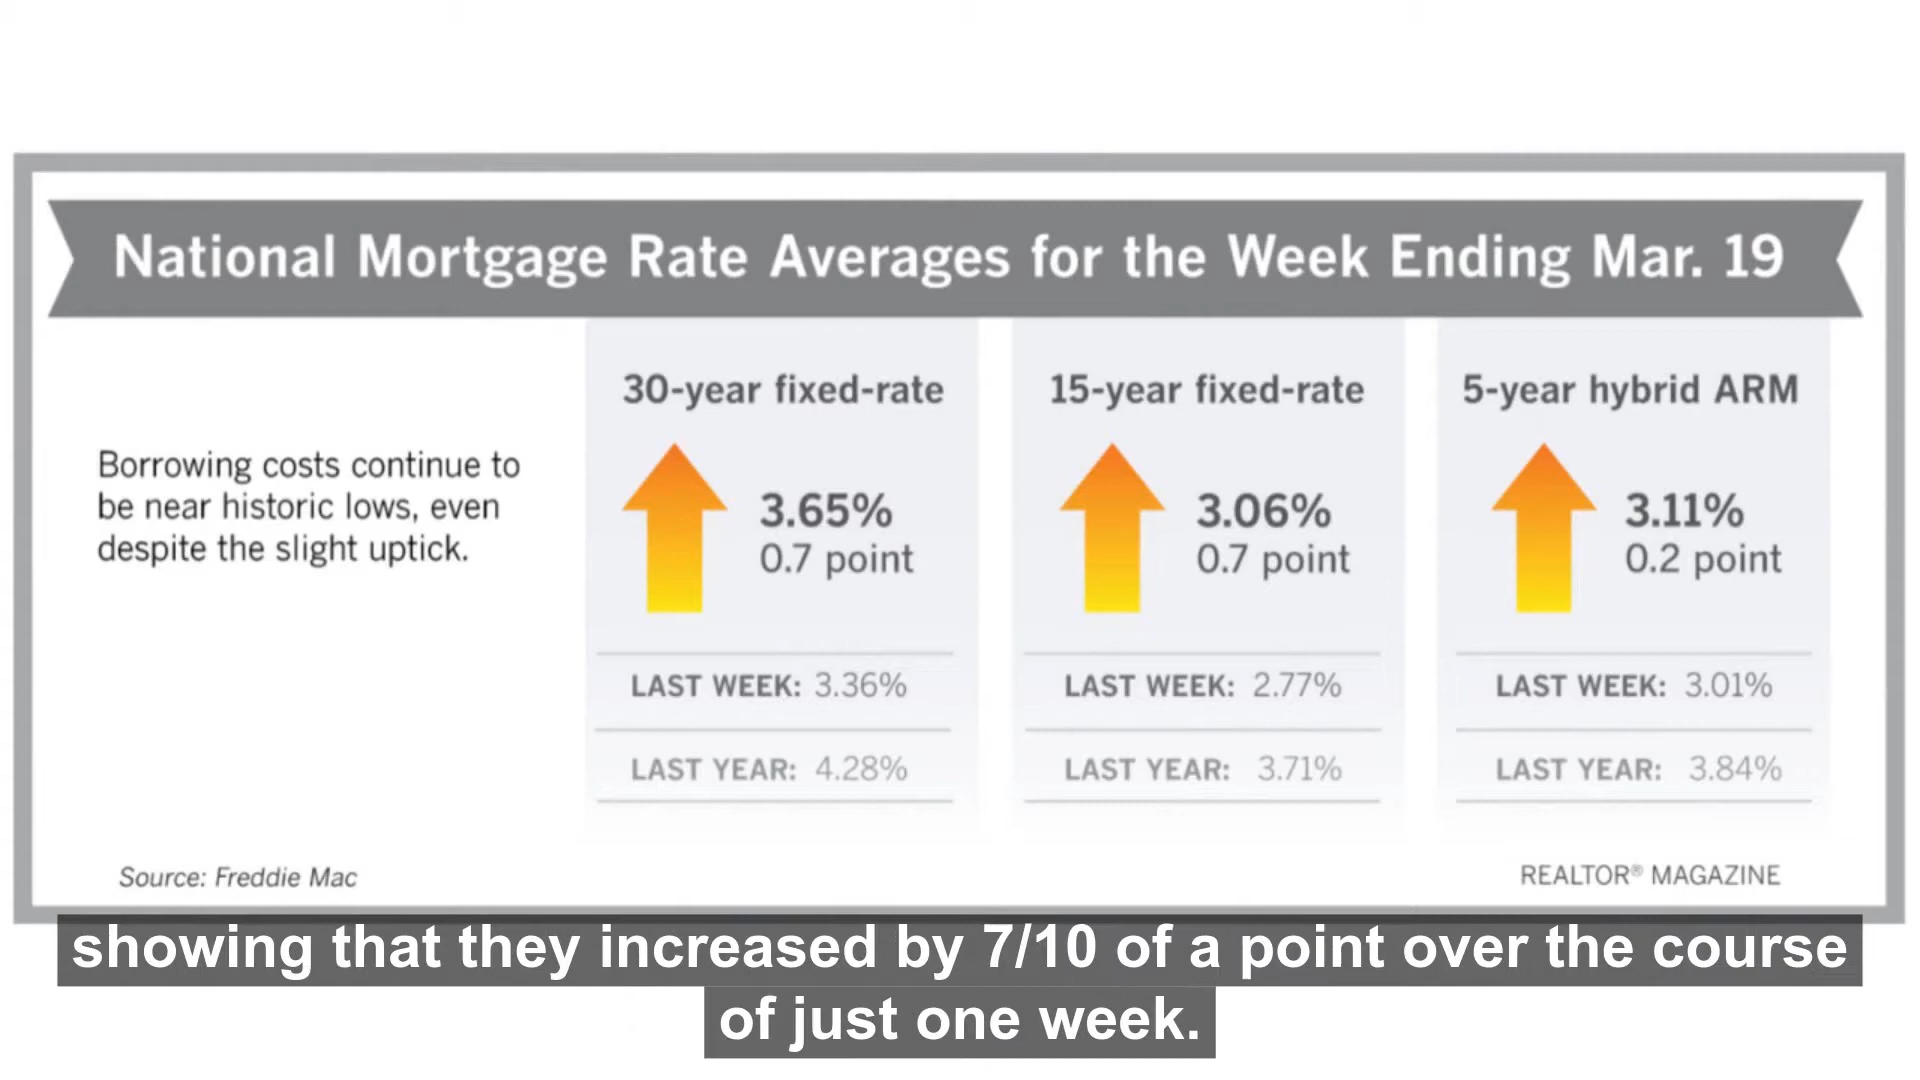 National Mortgage Rate Averages for the Week Ending Mar. 19
Borrowing costs continue to
be near historic lows, even
despite the slight uptick.
30-year fixed-rate
3.65%
0.7 point
LAST WEEK: 3.36%
LAST YEAR: 4.28%
15-year fixed-rate
3.06%
0.7 point
LAST WEEK: 2.77%
LAST YEAR: 3.71%
5-year hybrid ARM
3.11%
0.2 point
LAST WEEK: 3.01%
LAST YEAR: 3.84%
Source: Freddie Mac
REALTOR® MAGAZINE
showing that they increased by 7/10 of a point over the course
of just one week.